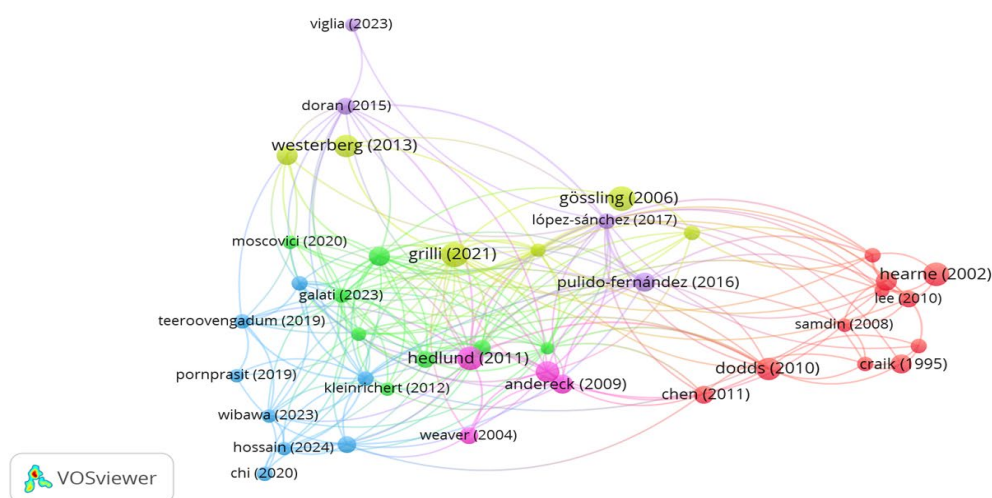 viglia (2023)
doran (2015)
westerberg (2013)
gössling (2006)
lópez-sánchez (2017)
moscovici (2020)
grilli (2021)
hearne (2002)
pulido-fernández (2016)
galati (2023)
lee (2010)
teeroovengadum (2019)
samdin (2008)
hedlund (2011)
craik (1995)
dodds (2010)
pornprasit (2019)
andereck (2009)
kleinrichert (2012)
chen (2011)
wibawa (2023)
weaver (2004)
hossain (2024)
chi (2020)
VOSviewer